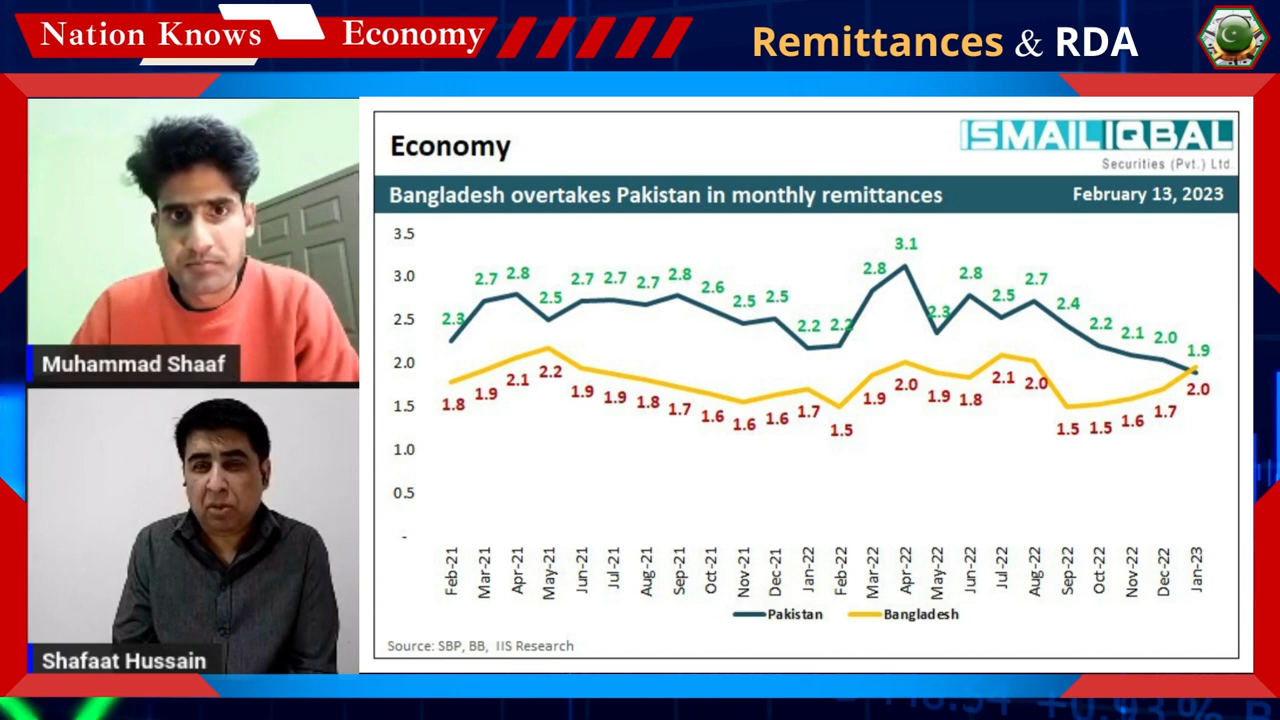 Nation Knows Economy
Remittances & RDA
Muhammad Shaaf
Shafaat Hussain
Economy
ISMAIL IQBAL
Securities (Pvt.) Ltd.
Bangladesh overtakes Pakistan in monthly remittances February 13, 2023
3.5
3.0
2.5
2.0
1.5
1.0
0.5
-
2.3 2.7 2.8 2.5 2.7 2.7 2.7 2.8 2.6 2.5 2.5 2.2 2.2 2.8 3.1 2.3 2.8 2.5 2.7 2.4 2.2 2.1 2.0 1.9
1.8 1.9 2.1 2.2 1.9 1.9 1.8 1.7 1.6 1.6 1.6 1.7 1.5 1.9 2.0 1.9 1.8 2.1 2.0 1.5 1.5 1.6 1.7 2.0
Feb-21 Mar-21 Apr-21 May-21 Jun-21 Jul-21 Aug-21 Sep-21 Oct-21 Nov-21 Dec-21 Jan-22 Feb-22 Mar-22 Apr-22 May-22 Jun-22 Jul-22 Aug-22 Sep-22 Oct-22 Nov-22 Dec-22 Jan-23
Pakistan Bangladesh
Source: SBP, BB, IIS Research